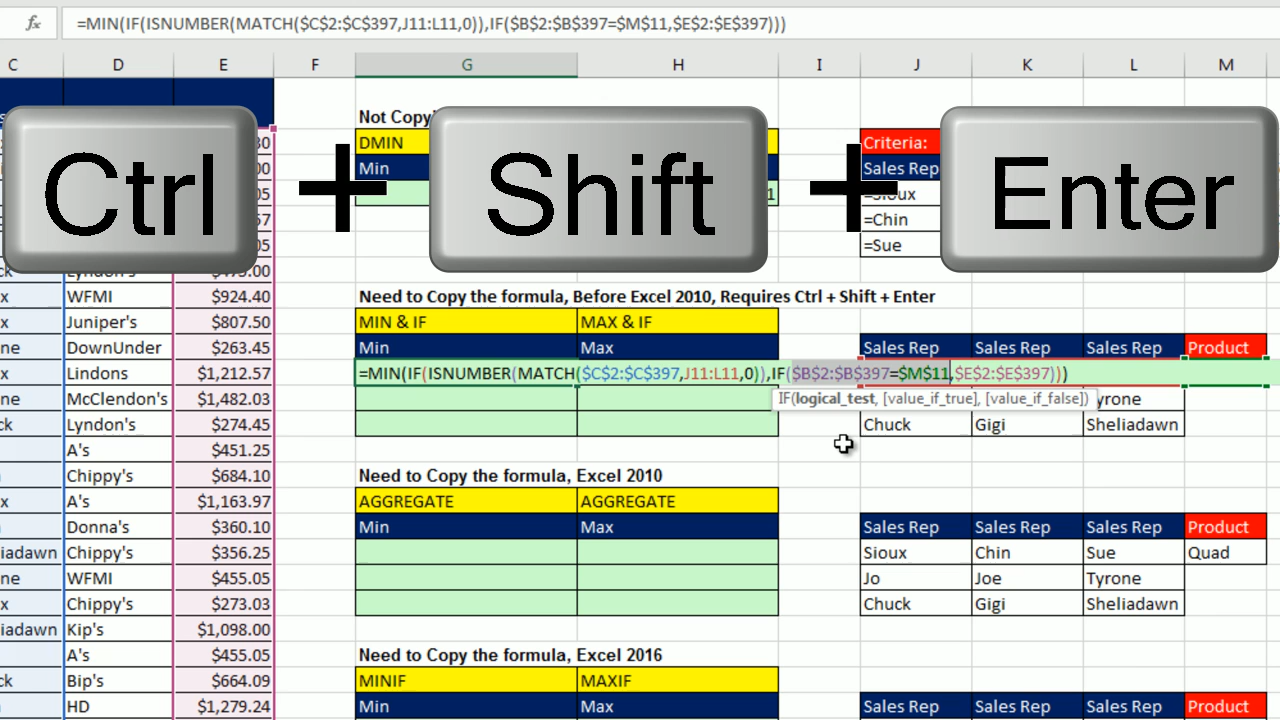 fx =MIN(IF(ISNUMBER(MATCH($C$2:$C$397,J11:L11,0)),IF($B$2:$B$397=$M$11,$E$2:$E$397)))
C D E F G H I J K L M
Ctrl + Shift + Enter
DMIN Criteria:
Min Sales Rep
=Sioux
=Chin
=Sue
WFMI $924.40 Need to Copy the formula, Before Excel 2010, Requires Ctrl + Shift + Enter
Juniper's $807.50 MIN & IF MAX & IF
DownUnder $263.45 Min Max Sales Rep Sales Rep Sales Rep Product
Lindons $1,212.57 =MIN(IF(ISNUMBER(MATCH($C$2:$C$397,J11:L11,0)),IF($B$2:$B$397=$M$11,$E$2:$E$397)))
McClendon's $1,482.03 IF(logical_test, [value_if_true], [value_if_false]) Tyrone
Lyndon's $274.45 Chuck Gigi Sheliadawn
A's $451.25
Chippy's $684.10 Need to Copy the formula, Excel 2010
A's $1,163.97 AGGREGATE AGGREGATE
Donna's $360.10 Min Max Sales Rep Sales Rep Sales Rep Product
Chippy's $356.25 Sioux Chin Sue Quad
WFMI $455.05 Jo Joe Tyrone
Chippy's $273.03 Chuck Gigi Sheliadawn
Kip's $1,098.00
A's $455.05 Need to Copy the formula, Excel 2016
Bip's $664.09 MINIF MAXIF
HD $1,279.24 Min Max Sales Rep Sales Rep Sales Rep Product